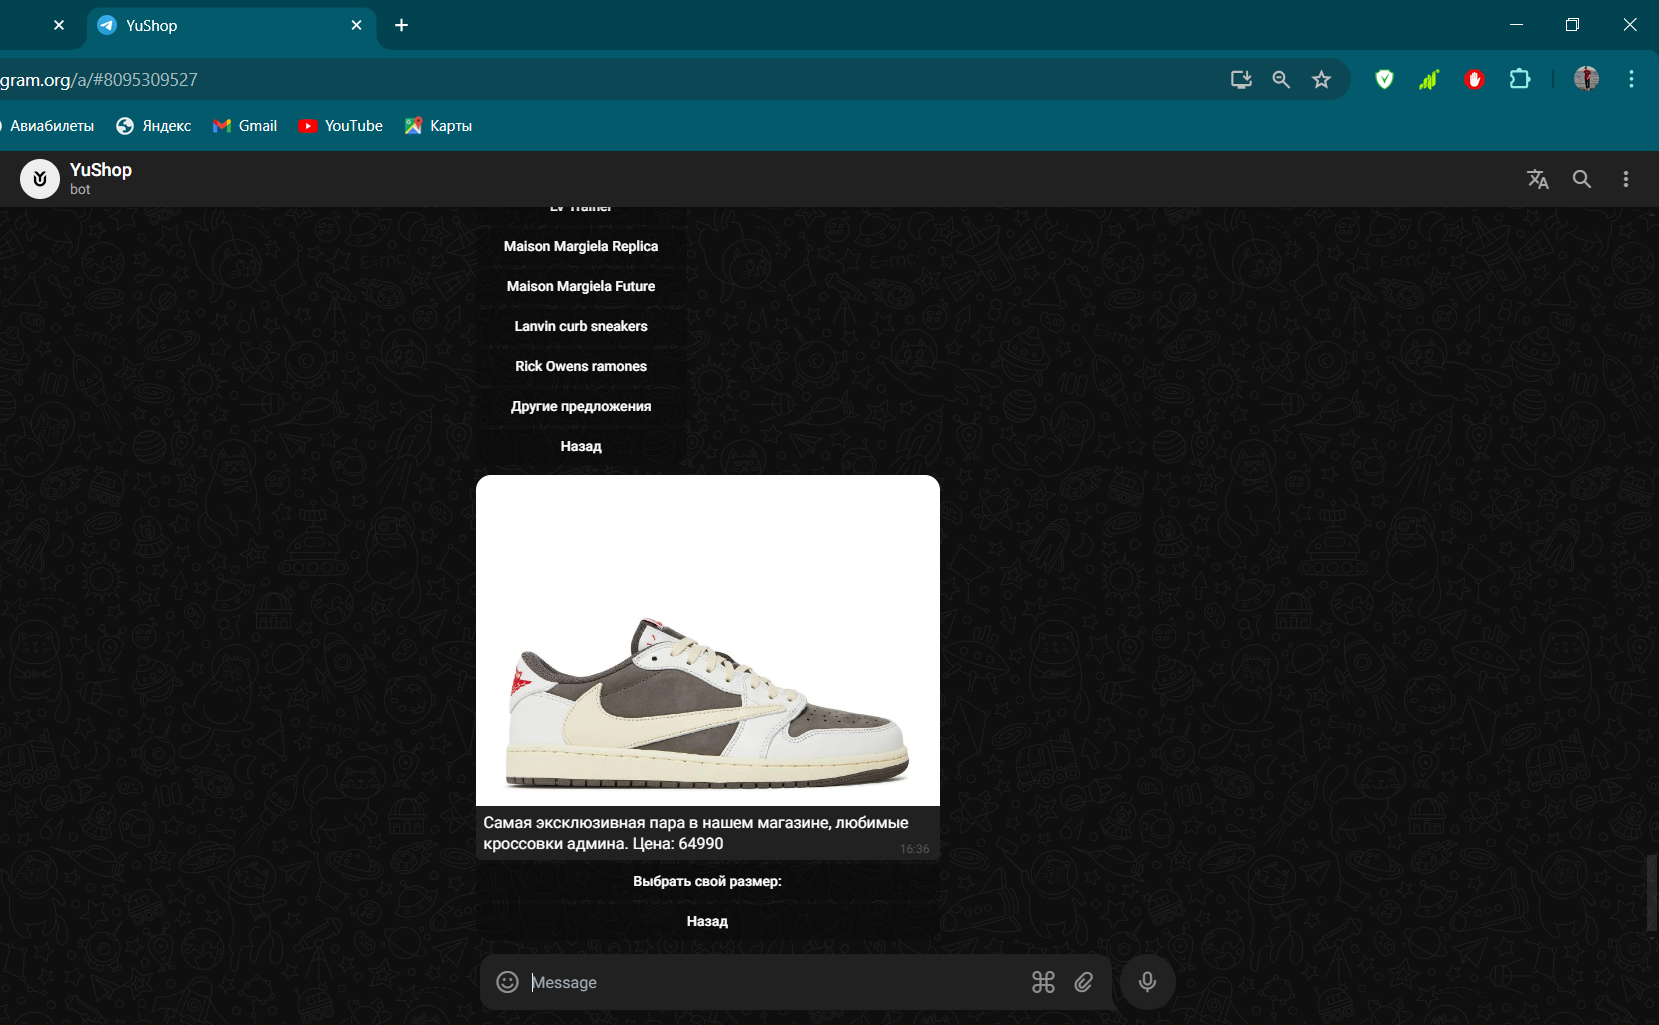 YuShop
gram.org/a/#8095309527
Авиабилеты
Яндекс
Gmail
YouTube
Карты
YuShop
bot
LV Trainer
Maison Margiela Replica
Maison Margiela Future
Lanvin curb sneakers
Rick Owens ramones
Другие предложения
Назад
Самая эксклюзивная пара в нашем магазине, любимые
кроссовки админа. Цена: 64990
16:36
Выбрать свой размер:
Назад
Message